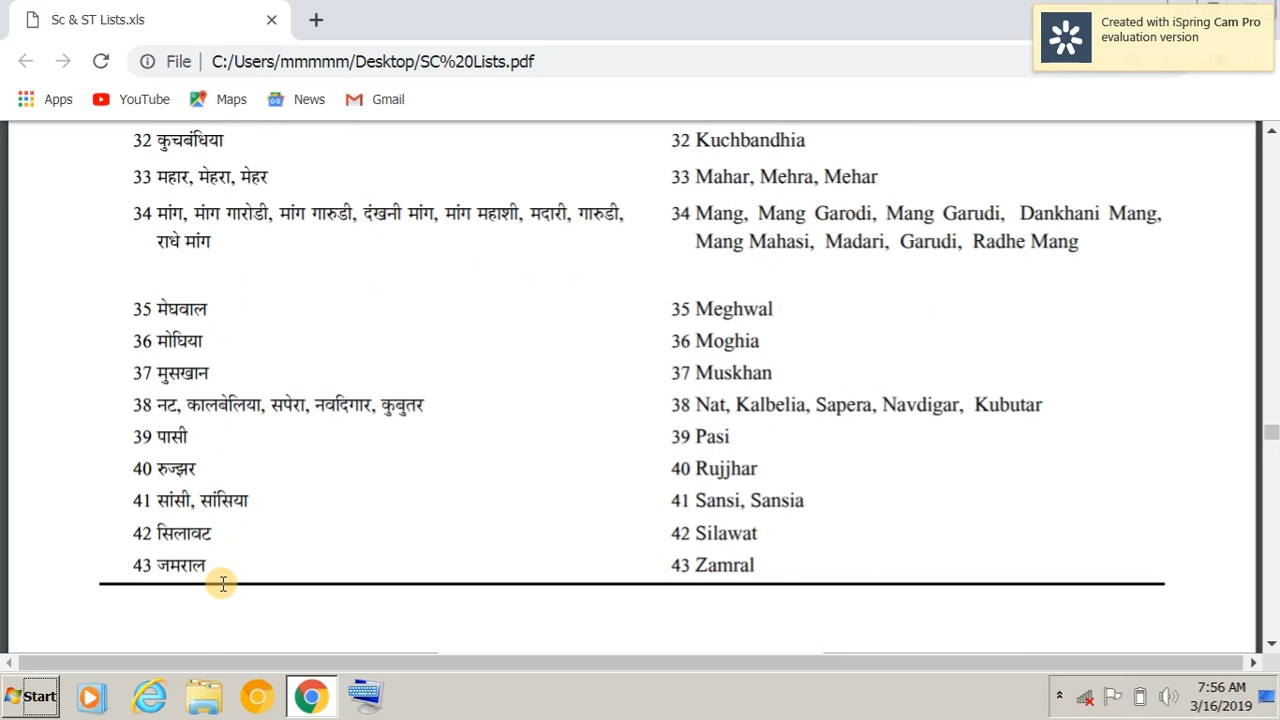 Sc & ST Lists.xls
Created with iSpring Cam Pro
evaluation version
File C:/Users/mmmmm/Desktop/SC%20Lists.pdf
Apps YouTube Maps News Gmail
32 कुचबंधिया 32 Kuchbandhia
33 महार, मेहरा, मेहर 33 Mahar, Mehra, Mehar
34 मांग, मांग गारोडी, मांग गारुडी, दंखनी मांग, मांग महाशी, मदारी, गारुडी, 34 Mang, Mang Garodi, Mang Garudi, Dankhani Mang,
राधे मांग Mang Mahasi, Madari, Garudi, Radhe Mang
35 मेघवाल 35 Meghwal
36 मोघिया 36 Moghia
37 मुसखान 37 Muskhan
38 नट, कालबेलिया, सपेरा, नवदिगार, कुबुतर 38 Nat, Kalbelia, Sapera, Navdigar, Kubutar
39 पासी 39 Pasi
40 रुज्झर 40 Rujjhar
41 सांसी, सांसिया 41 Sansi, Sansia
42 सिलावट 42 Silawat
43 जमराल 43 Zamral
Start 7:56 AM
3/16/2019